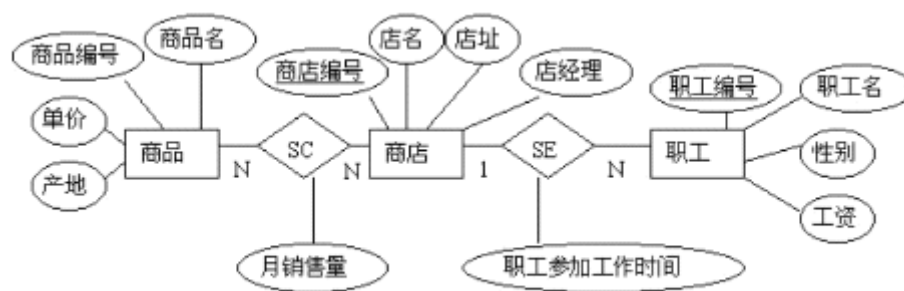 商品编号
商品名
店名
店址
商店编号
店经理
职工编号
职工名
单价
商品
SC
商店
SE
职工
性别
产地
N
N
1
N
工资
月销售量
职工参加工作时间